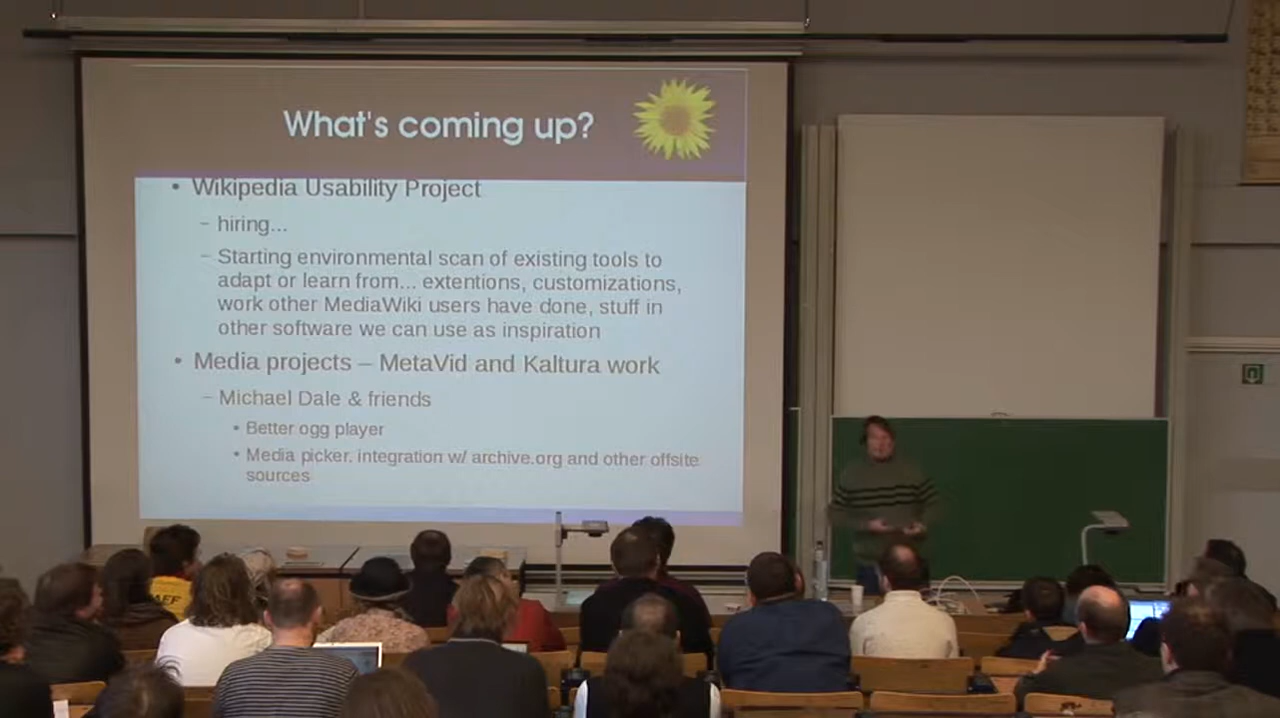 What's coming up?
• Wikipedia Usability Project
– hiring...
– Starting environmental scan of existing tools to
adapt or learn from... extentions, customizations,
work other MediaWiki users have done, stuff in
other software we can use as inspiration
• Media projects – MetaVid and Kaltura work
– Michael Dale & friends
• Better ogg player
• Media picker. integration w/ archive.org and other offsite
sources